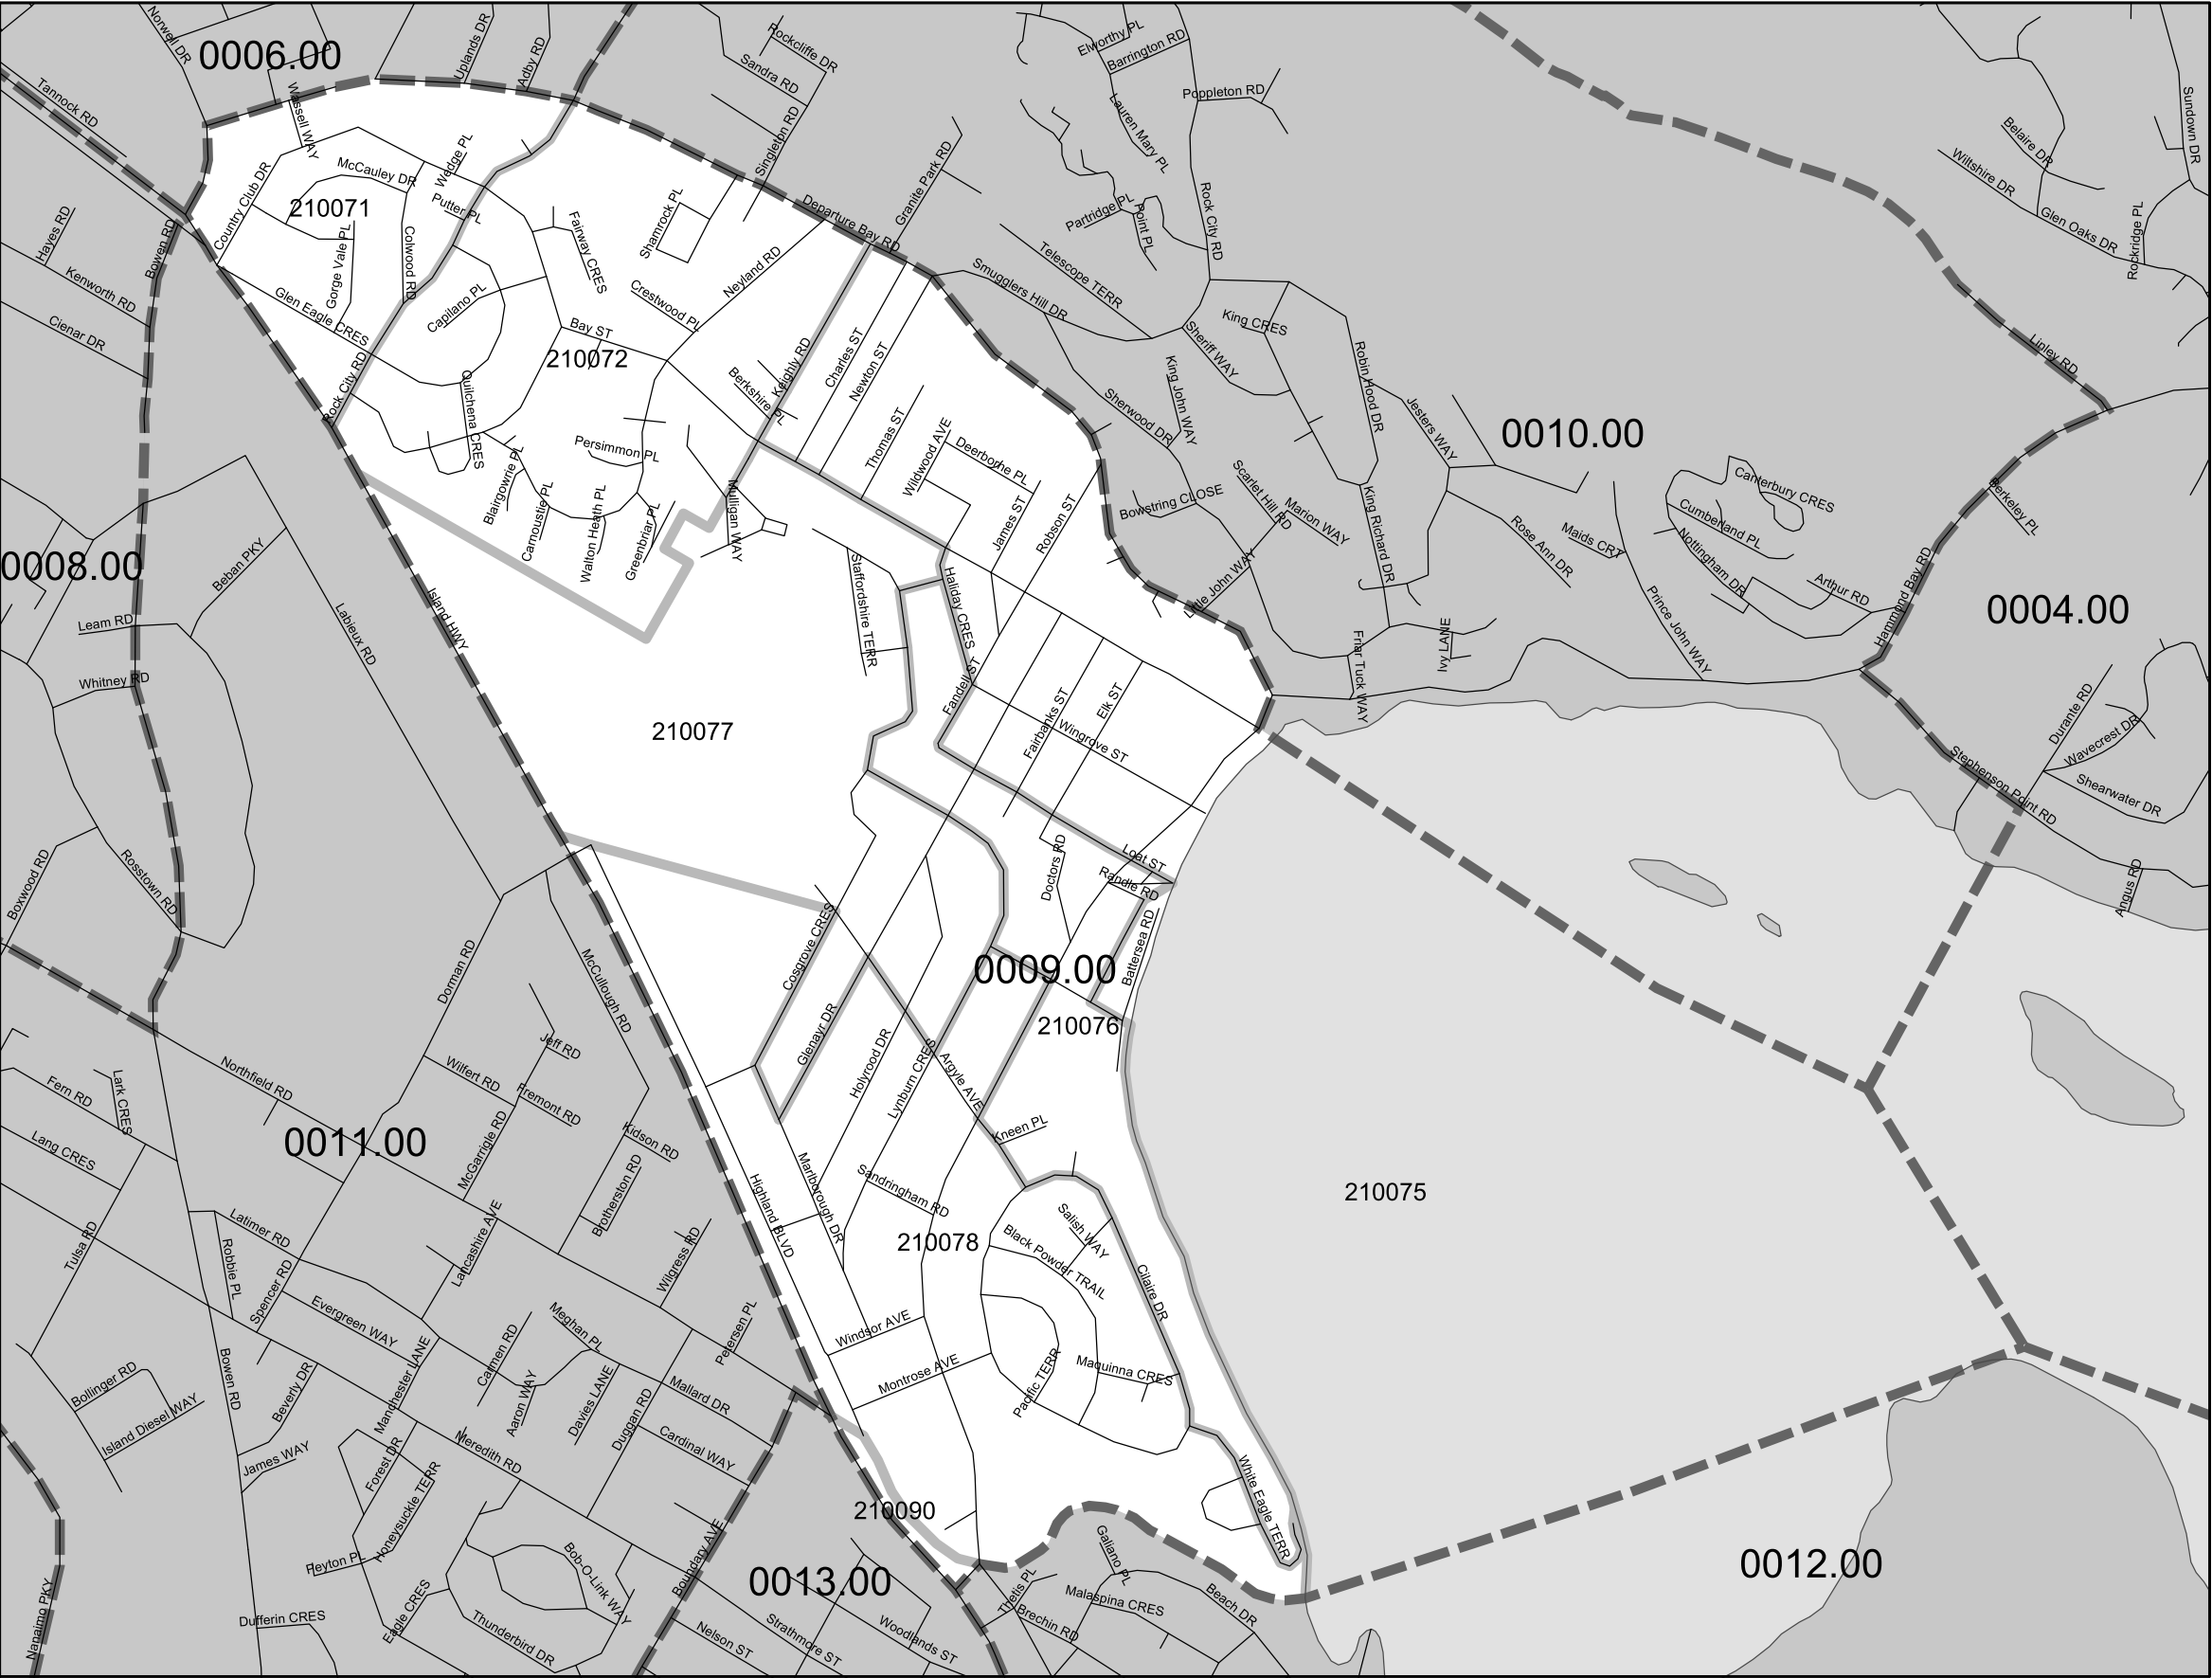 0006.00
Norwell DR
Uplands DR
Adby RD
Rockcliffe DR
Sandra RD
Elworthy PL
Barrington RD
Poppleton RD
Lauren Mary PL
Tannock RD
Wassell WAY
Singleton RD
Sundown DR
Belaire DR
Wiltshire DR
Glen Oaks DR
Rockridge PL
McCauley DR
Wedge PL
Putter PL
Country Club DR
210071
Colwood RD
Gorge Vale PL
Hayes RD
Bowen RD
Kenworth RD
Cienar DR
Glen Eagle CRES
Capilano PL
Fairway CRES
Shamrock PL
Departure Bay RD
Granite Park RD
Neyland RD
Crestwood PL
Bay ST
210072
Partridge PL
Point PL
Rock City RD
Telescope TERR
Smugglers Hill DR
King CRES
Sheriff WAY
Robin Hood DR
Lipley RD
Rock City RD
Quilchena CRES
Berkshire PL
Keighly RD
Charles ST
Newton ST
King John WAY
Sherwood DR
Jesters WAY
0010.00
Persimmon PL
Thomas ST
Wildwood AVE
Deerborne PL
Blairgowrie PL
Carnoustie PL
Walton Heath PL
Greenbriar PL
Mulligan WAY
James ST
Robson ST
Bowstring CLOSE
Scarlet Hill RD
Marion WAY
King Richard DR
Rose Ann DR
Maids CRT
Canterbury CRES
Cumberland PL
Nottingham DR
Arthur RD
Berkeley PL
Hammond Bay RD
0008.00
Beban PKY
Leam RD
Whitney RD
Labieux RD
Island HWY
Staffordshire TERR
Haliday CRES
Little John WAY
Friar Tuck WAY
Ivy LANE
Prince John WAY
0004.00
210077
Fandell ST
Fairbanks ST
Elk ST
Wingrove ST
Durante RD
Wavecrest DR
Shearwater DR
Stephenson Point RD
Angus RD
Boxwood RD
Rosstown RD
Loat ST
Doctors RD
Randle RD
Battersea RD
Cosgrove CRES
Dorman RD
McCullough RD
0009.00
210076
Glenayr DR
Holyrood DR
Lynburn CRES
Argyle AVE
Kneen PL
Northfield RD
Fern RD
Lark CRES
Lang CRES
Jeff RD
Wilfert RD
Fremont RD
McGarrigle RD
Kidson RD
Brotherston RD
0011.00
210075
Sandringham RD
Marlborough DR
Highland BLVD
210078
Salish WAY
Black Powder TRAIL
Cilaire DR
Tulsa RD
Latimer RD
Robbie PL
Spencer RD
Lancashire AVE
Wilgress RD
Evergreen WAY
Meghan PL
Petersen PL
Windsor AVE
Montrose AVE
Pacific TERR
Maquinna CRES
Bollinger RD
Island Diesel WAY
Bowen RD
Beverly DR
Manchester LANE
Carmen RD
Aaron WAY
Davies LANE
Duggan RD
Mallard DR
Cardinal WAY
James WAY
Forest DR
Meredith RD
Honeysuckle TERR
White Eagle TERR
210090
Peyton PL
Bob-O-Link WAY
Boundary AVE
0013.00
0012.00
Galiano PL
Thetis PL
Malaspina CRES
Beach DR
Brechin RD
Nanaimo PKY
Dufferin CRES
Eagle CRES
Thunderbird DR
Nelson ST
Strathmore ST
Woodlands ST